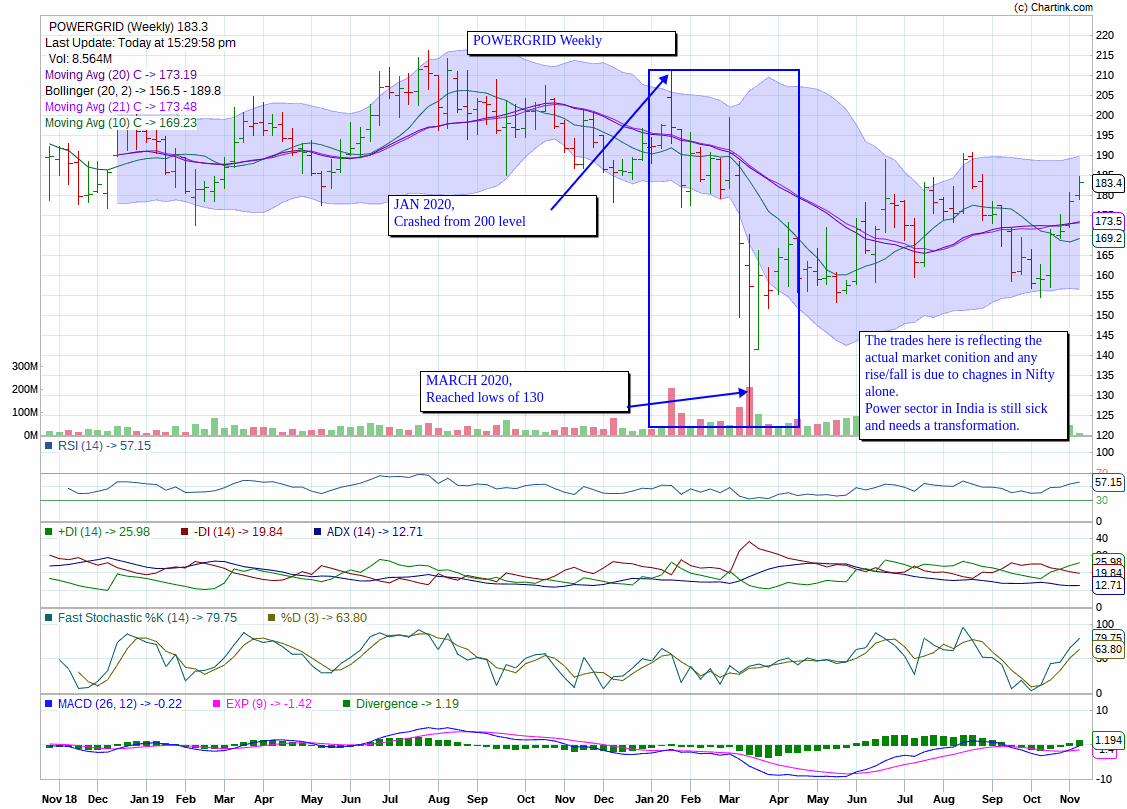 (c) Chartink.com
POWERGRID (Weekly) 183.3
Last Update: Today at 15:29:58 pm
Vol: 8.564M
Moving Avg (20) C -> 173.19
Bollinger (20, 2) -> 156.5 - 189.8
Moving Avg (21) C -> 173.48
Moving Avg (10) C -> 169.23
POWERGRID Weekly
JAN 2020,
Crashed from 200 level
MARCH 2020,
Reached lows of 130
The trades here is reflecting the
actual market conition and any
rise/fall is due to chagnes in Nifty
alone.
Power sector in India is still sick
and needs a transformation.
220
215
210
205
200
195
190
183.4
180
173.5
169.2
165
160
155
150
145
140
135
130
125
120
300M
200M
100M
0M
RSI (14) -> 57.15
100
70
57.15
30
0
+DI (14) -> 25.98 -DI (14) -> 19.84 ADX (14) -> 12.71
40
25.98
19.84
12.71
0
Fast Stochastic %K (14) -> 79.75 %D (3) -> 63.80
100
79.75
63.80
50
0
MACD (26, 12) -> -0.22 EXP (9) -> -1.42 Divergence -> 1.19
10
1.194
-10
Nov 18 Dec Jan 19 Feb Mar Apr May Jun Jul Aug Sep Oct Nov Dec Jan 20 Feb Mar Apr May Jun Jul Aug Sep Oct Nov